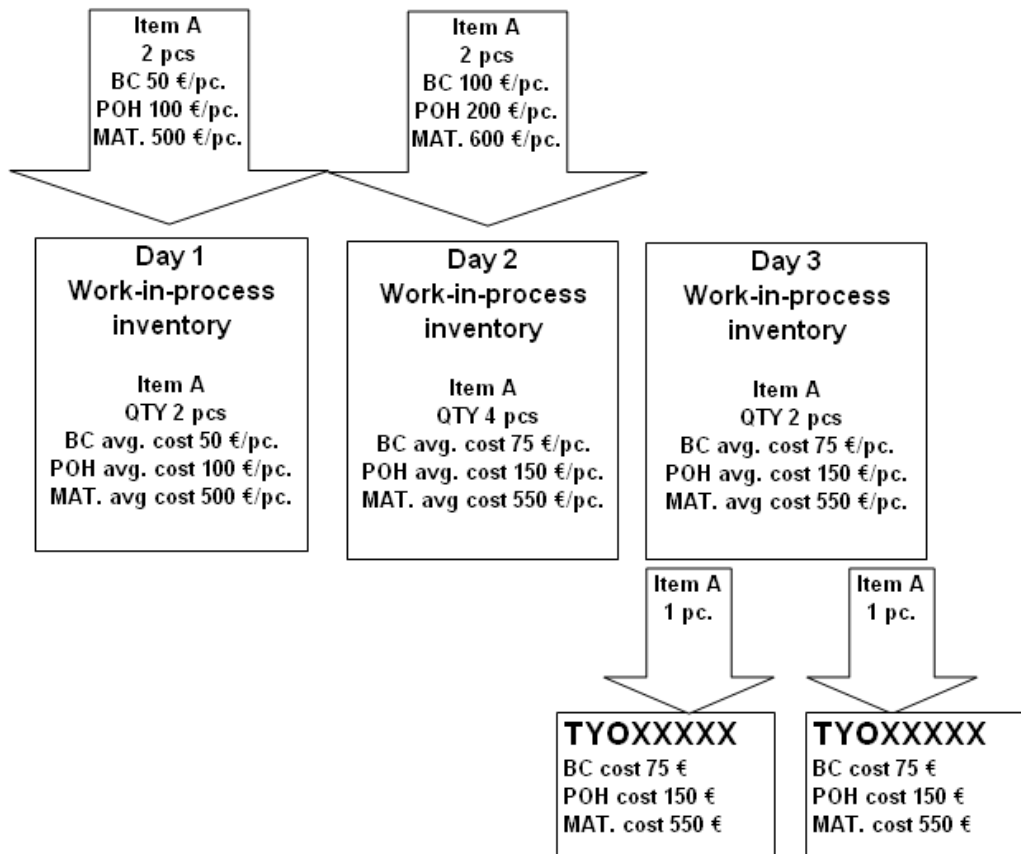 Item A
2 pcs
BC 50 €/pc.
POH 100 €/pc.
MAT. 500 €/pc.
Item A
2 pcs
BC 100 €/pc.
POH 200 €/pc.
MAT. 600 €/pc.
Day 1
Work-in-process
inventory
Item A
QTY 2 pcs
BC avg. cost 50 €/pc.
POH avg. cost 100 €/pc.
MAT. avg cost 500 €/pc.
Day 2
Work-in-process
inventory
Item A
QTY 4 pcs
BC avg. cost 75 €/pc.
POH avg. cost 150 €/pc.
MAT. avg cost 550 €/pc.
Day 3
Work-in-process
inventory
Item A
QTY 2 pcs
BC avg. cost 75 €/pc.
POH avg. cost 150 €/pc.
MAT. avg cost 550 €/pc.
Item A
1 pc.
Item A
1 pc.
TYOXXXXX
BC cost 75 €
POH cost 150 €
MAT. cost 550 €
TYOXXXXX
BC cost 75 €
POH cost 150 €
MAT. cost 550 €